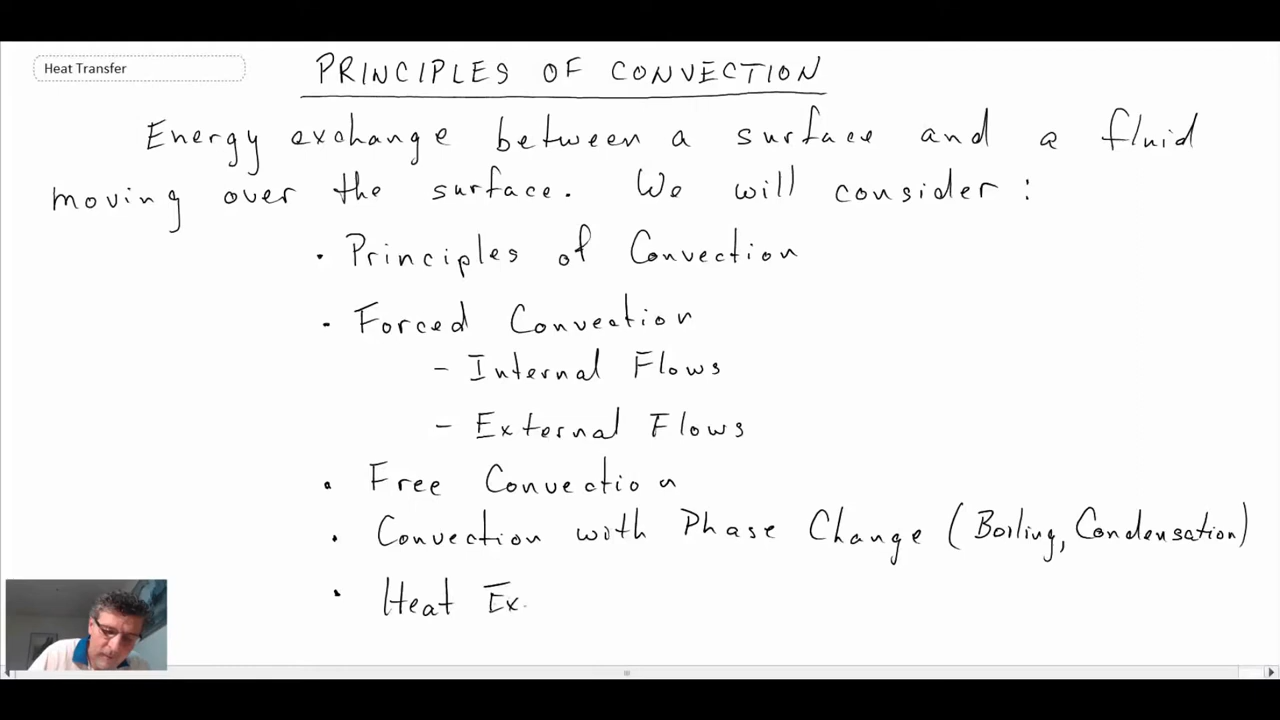 Heat Transfer
PRINCIPLES OF CONVECTION
Energy exchange between a surface and a fluid
moving over the surface. We will consider:
• Principles of Convection
• Forced Convection
- Internal Flows
- External Flows
• Free Convection
• Convection with Phase Change (Boiling, Condensation)
• Heat Ex